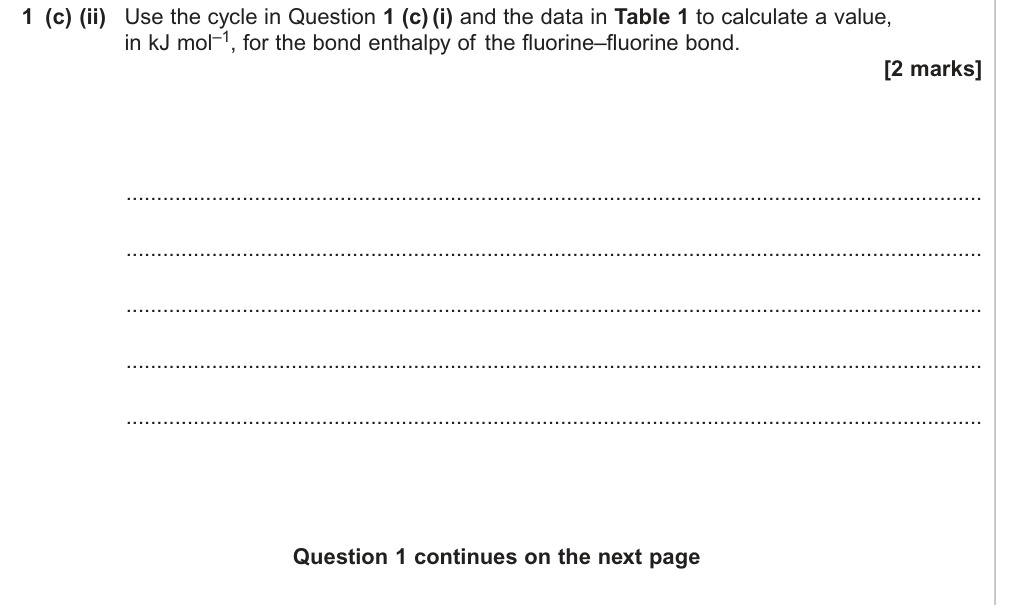 1 (c) (ii) Use the cycle in Question 1 (c) (i) and the data in Table 1 to calculate a value,
in kJ mol⁻¹, for the bond enthalpy of the fluorine–fluorine bond.
[2 marks]
Question 1 continues on the next page